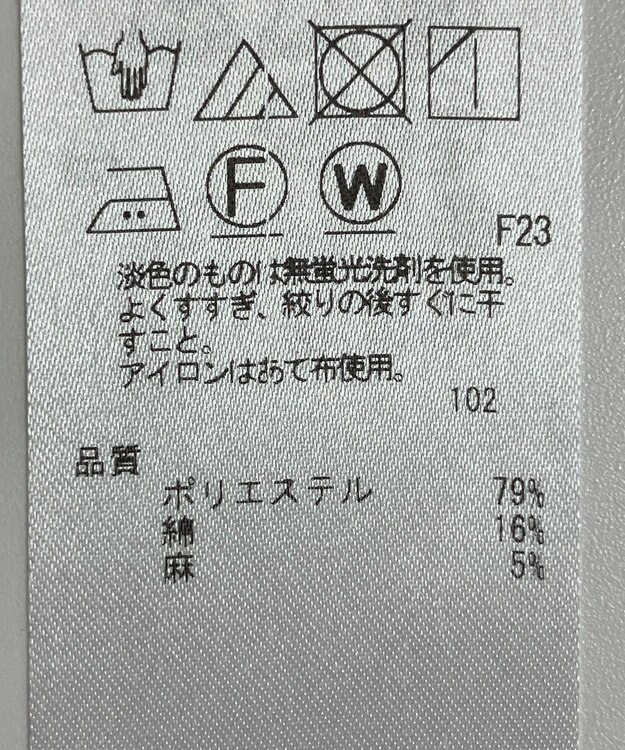 F W
F23
淡色のものは無蛍光洗剤を使用。
よくすすぎ、絞りの後すぐに干
すこと。
アイロンはあて布使用。
102
品質
ポリエステル 79%
綿 16%
麻 5%